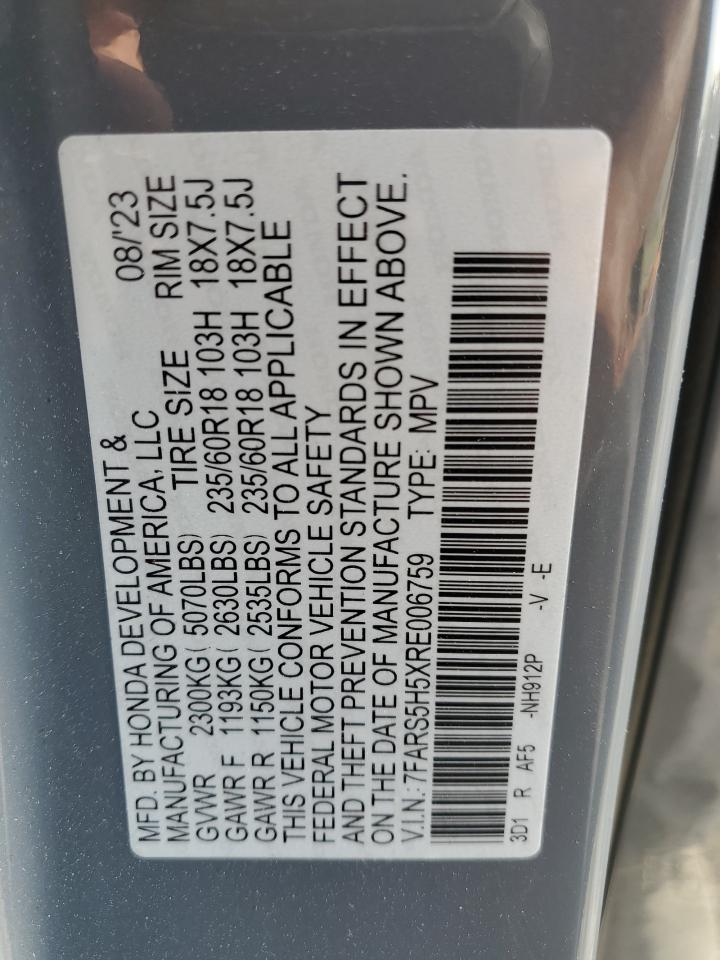 MFD. BY HONDA DEVELOPMENT & 08/'23
MANUFACTURING OF AMERICA, LLC
TIRE SIZE RIM SIZE
GVWR 2300KG( 5070LBS)
GAWR F 1193KG( 2630LBS) 235/60R18 103H 18X7.5J
GAWR R 1150KG( 2535LBS) 235/60R18 103H 18X7.5J
THIS VEHICLE CONFORMS TO ALL APPLICABLE
FEDERAL MOTOR VEHICLE SAFETY
AND THEFT PREVENTION STANDARDS IN EFFECT
ON THE DATE OF MANUFACTURE SHOWN ABOVE.
V.I.N.: 7FARS5H5XRE006759 TYPE: MPV
3D1 R AF5 -NH912P -V -E